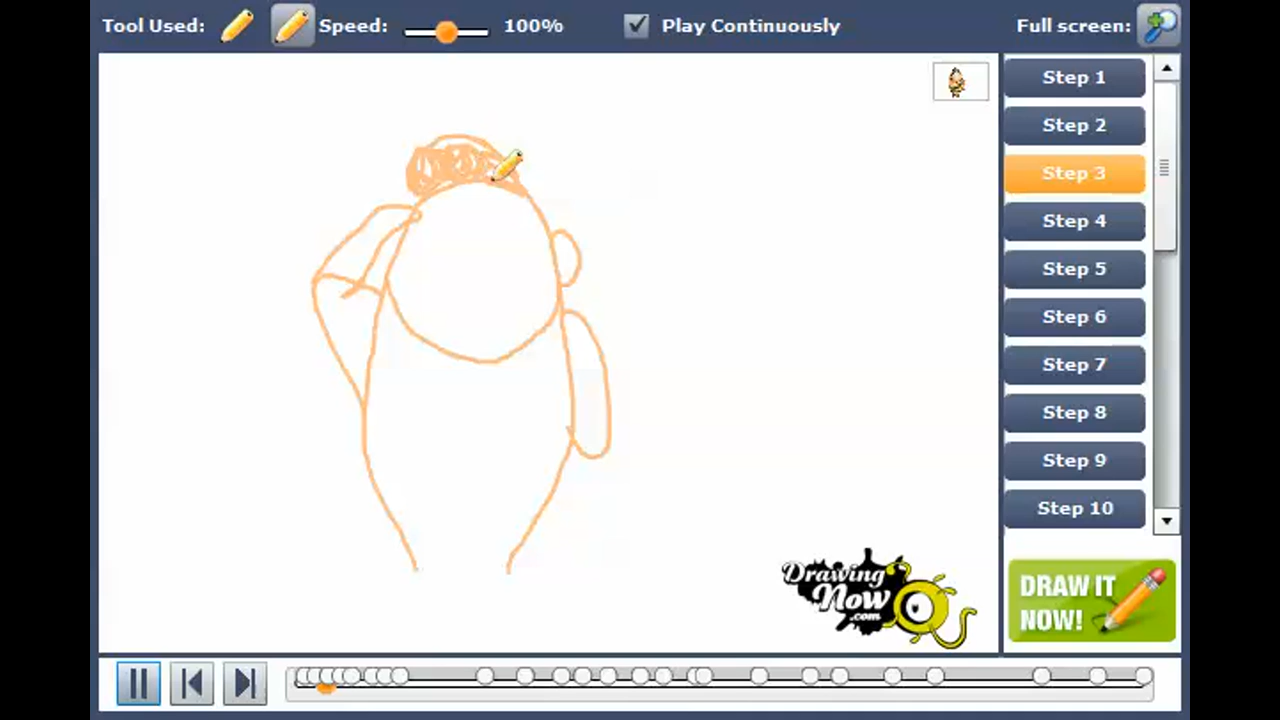 Tool Used: Speed: 100% Play Continuously Full screen:
Step 1
Step 2
Step 3
Step 4
Step 5
Step 6
Step 7
Step 8
Step 9
Step 10
Drawing
Now
.com
DRAW IT
NOW!